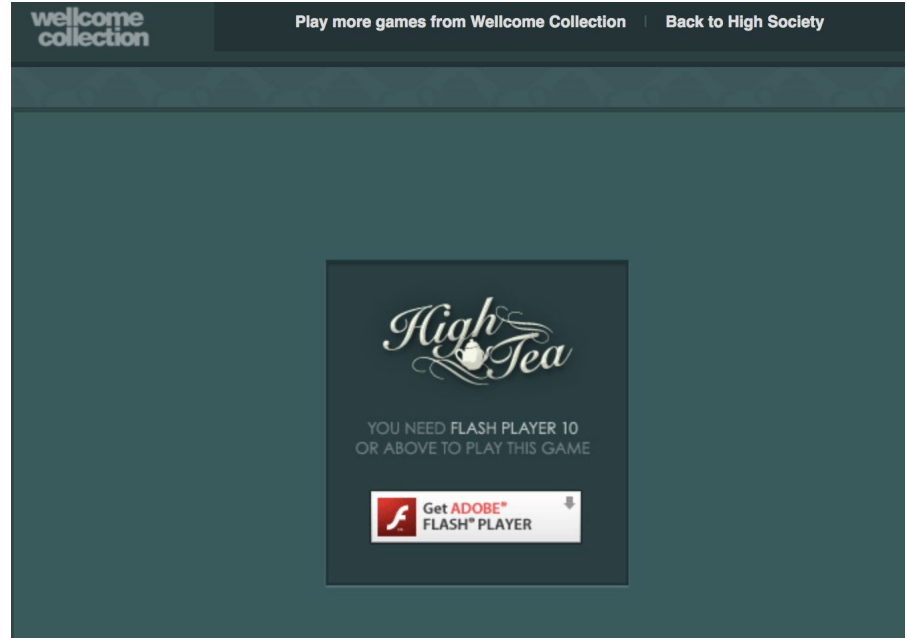 wellcome
collection
Play more games from Wellcome Collection | Back to High Society
High
Tea
YOU NEED FLASH PLAYER 10
OR ABOVE TO PLAY THIS GAME
Get ADOBE®
FLASH® PLAYER